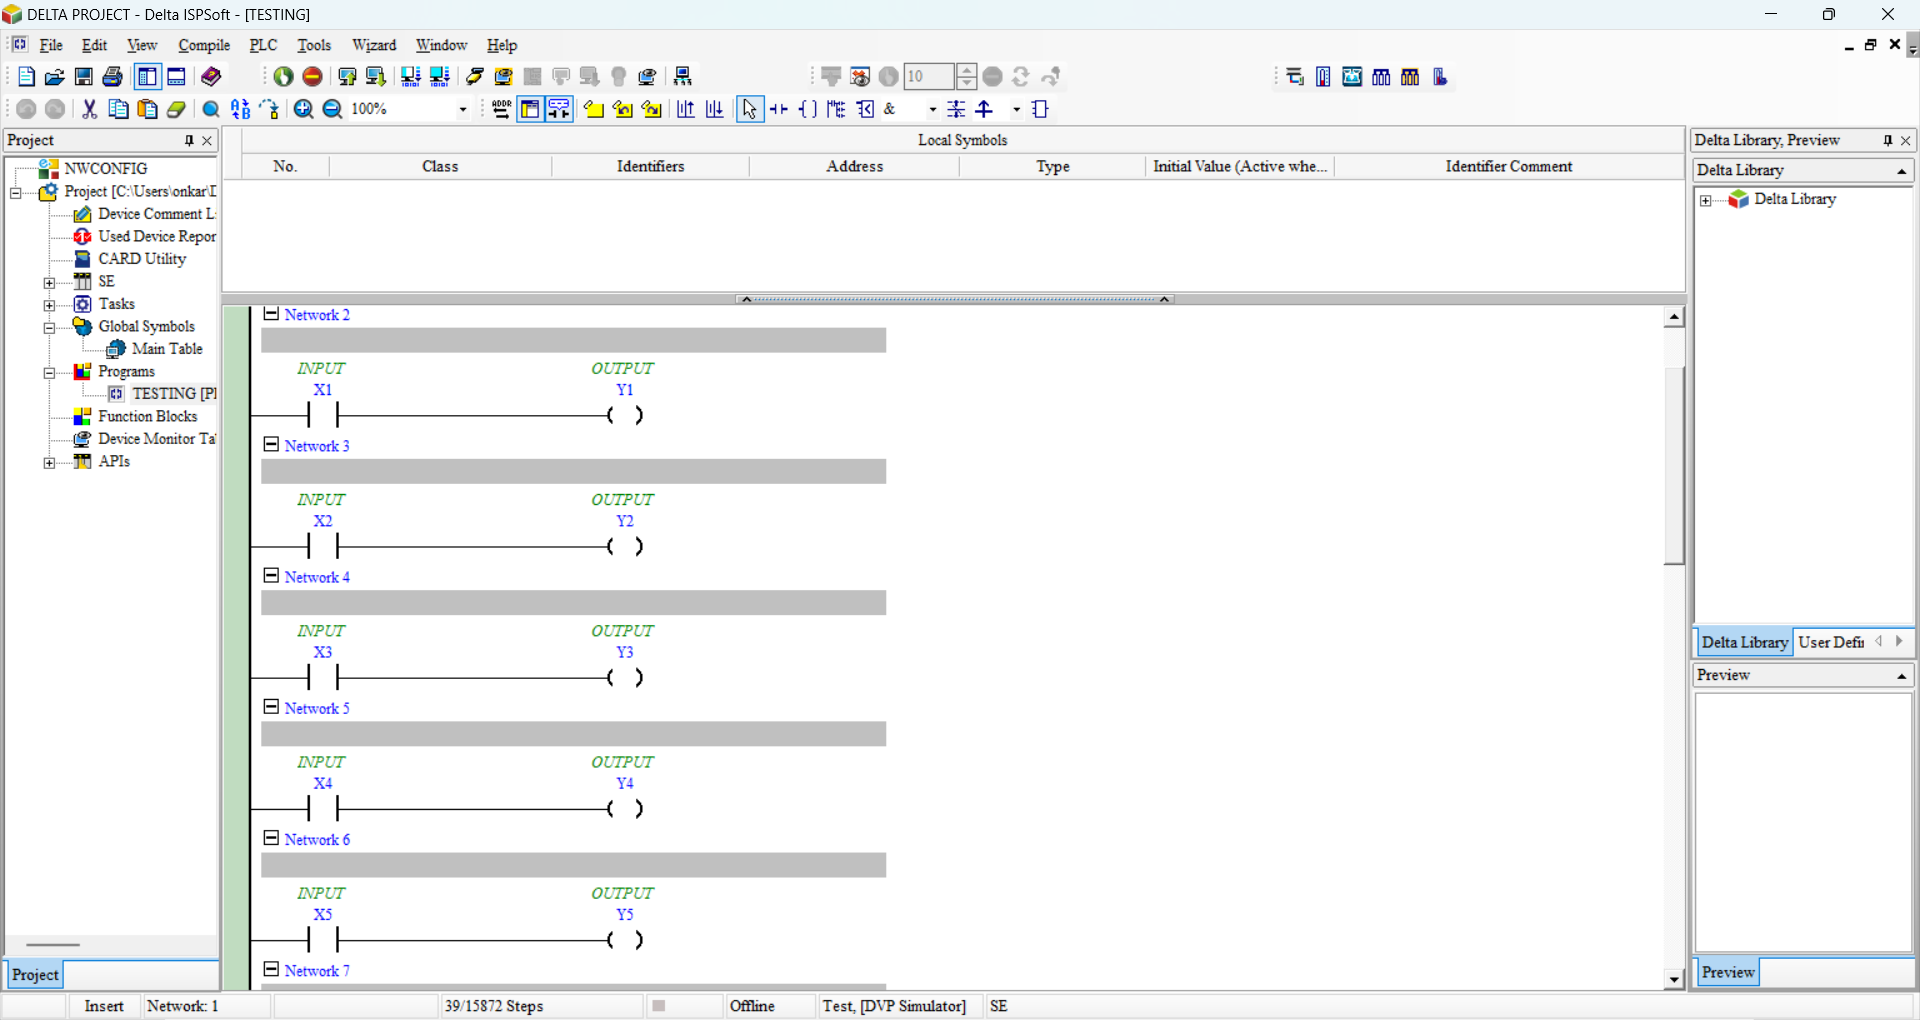 DELTA PROJECT - Delta ISPSoft - [TESTING]
File Edit View Compile PLC Tools Wizard Window Help
10
100%
ADDR
&
Project
NWCONFIG
Project [C:\Users\onkar\D
Device Comment L
Used Device Repor
CARD Utility
SE
Tasks
Global Symbols
Main Table
Programs
TESTING [P
Function Blocks
Device Monitor Ta
APIs
Project
Local Symbols
No. Class Identifiers Address Type Initial Value (Active whe... Identifier Comment
Network 2
INPUT OUTPUT
X1 Y1
Network 3
INPUT OUTPUT
X2 Y2
Network 4
INPUT OUTPUT
X3 Y3
Network 5
INPUT OUTPUT
X4 Y4
Network 6
INPUT OUTPUT
X5 Y5
Network 7
Delta Library, Preview
Delta Library
Delta Library
Delta Library User Defi
Preview
Preview
Insert Network: 1 39/15872 Steps Offline Test, [DVP Simulator] SE